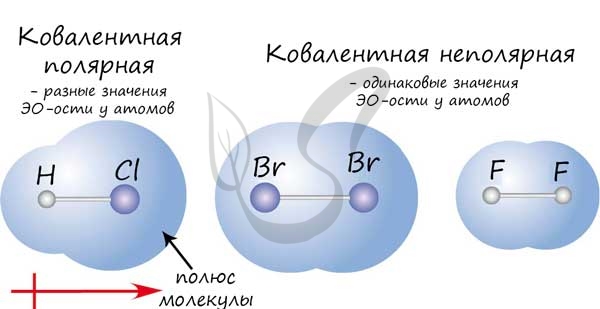 Ковалентная
полярная
- разные значения
ЭО-ости у атомов
H Cl
полюс
молекулы
Ковалентная неполярная
- одинаковые значения
ЭО-ости у атомов
Br Br
F F